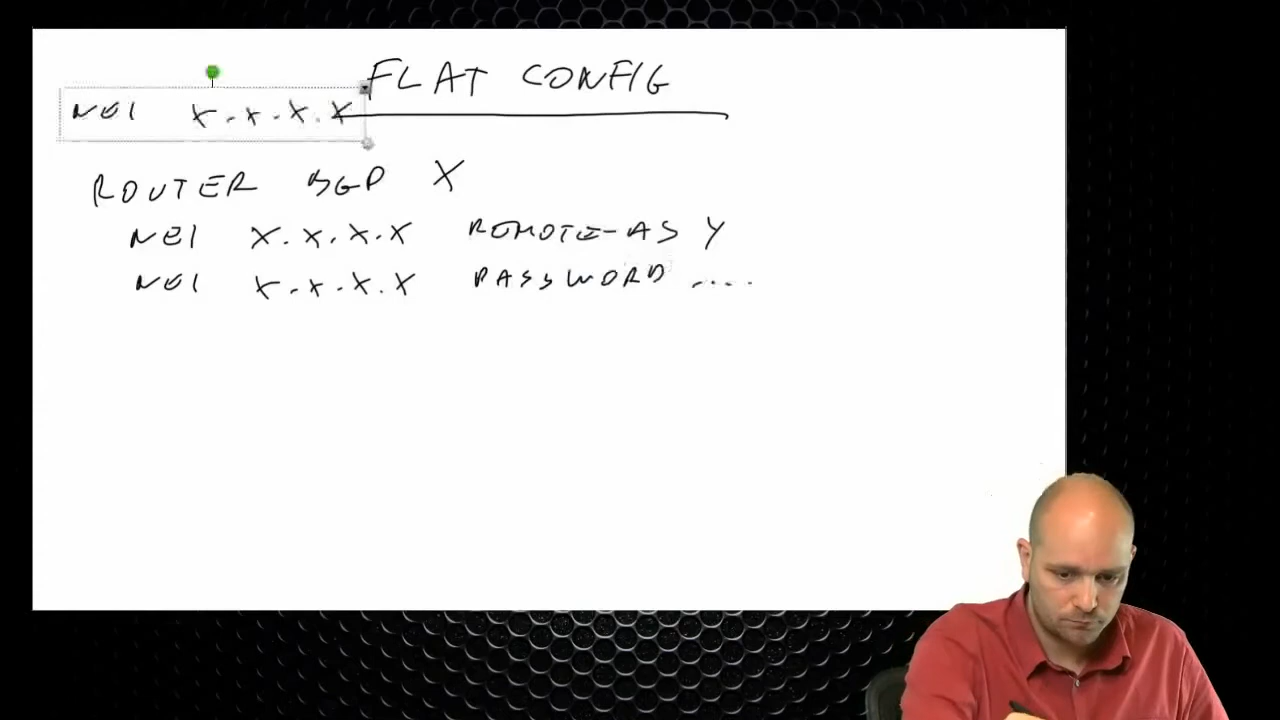 FLAT CONFIG
NEI X.X.X.X
ROUTER BGP X
NEI X.X.X.X REMOTE-AS Y
NEI X.X.X.X PASSWORD ....